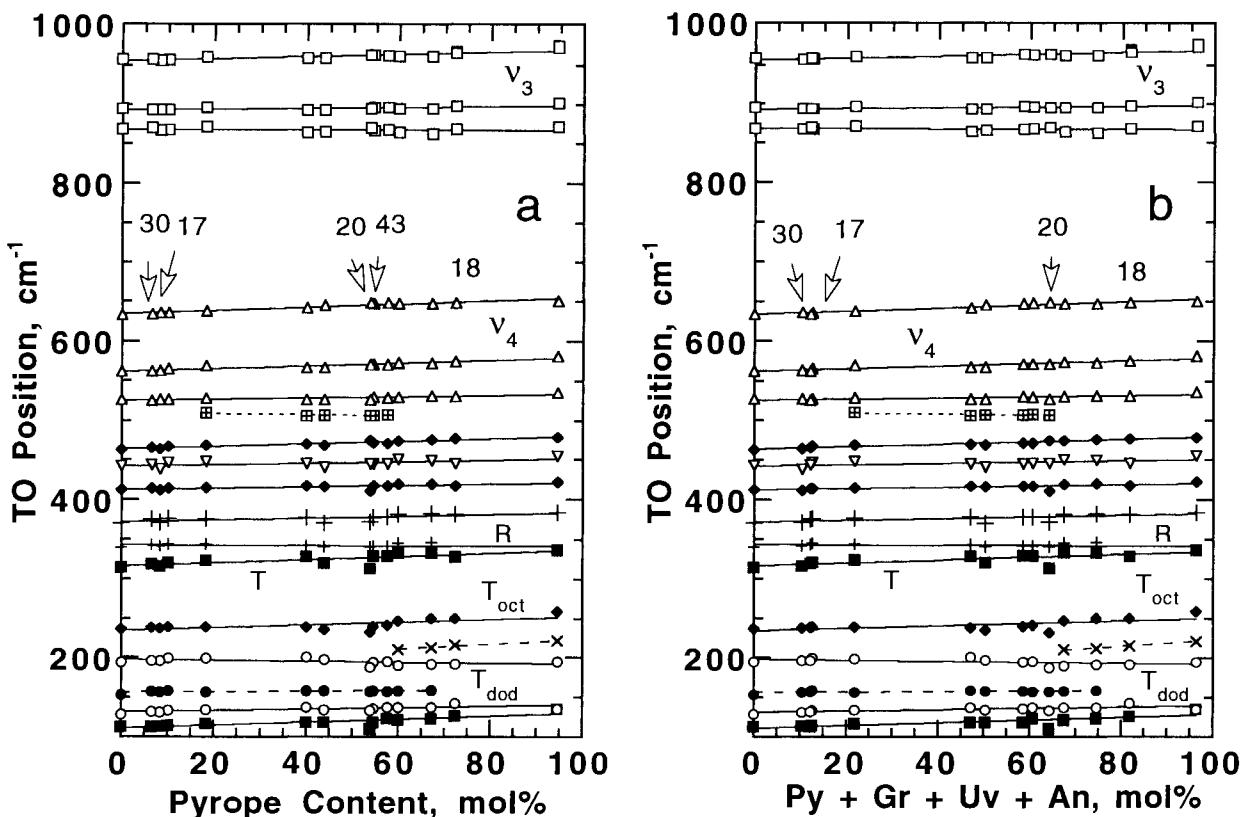 1000
800
600
400
200
TO Position, cm-1
a
ν3
30 17
20 43
18
ν4
R
T
Toct
Tdod
0 20 40 60 80 100
Pyrope Content, mol%
1000
800
600
400
200
TO Position, cm-1
b
ν3
30 17
20
18
ν4
R
T
Toct
Tdod
0 20 40 60 80 100
Py + Gr + Uv + An, mol%